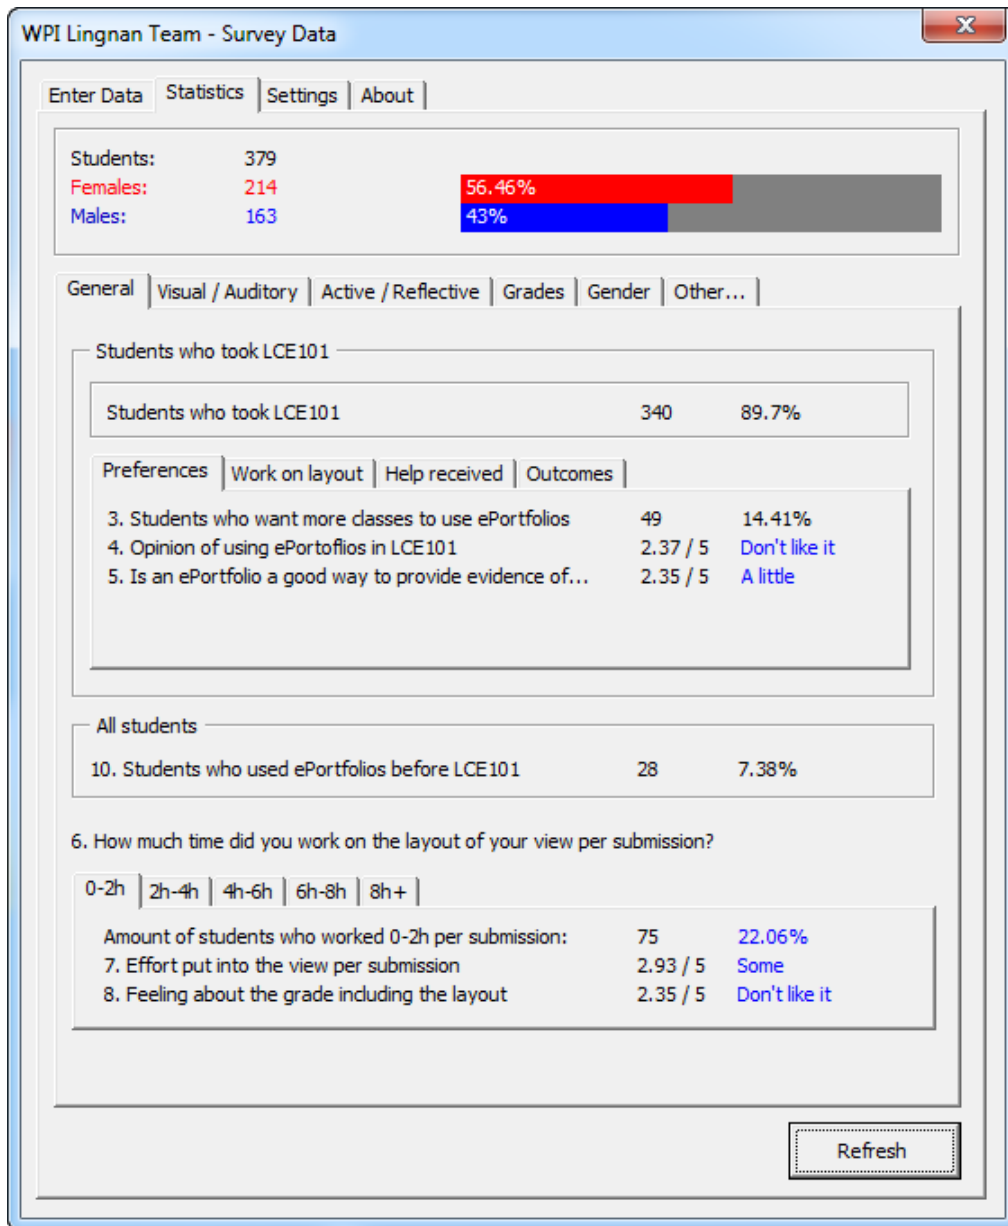 WPI Lingnan Team - Survey Data
X
Enter Data Statistics Settings About
Students: 379
Females: 214 56.46%
Males: 163 43%
General Visual / Auditory Active / Reflective Grades Gender Other...
Students who took LCE101
Students who took LCE101 340 89.7%
Preferences Work on layout Help received Outcomes
3. Students who want more classes to use ePortfolios 49 14.41%
4. Opinion of using ePortoflios in LCE101 2.37 / 5 Don't like it
5. Is an ePortfolio a good way to provide evidence of... 2.35 / 5 A little
All students
10. Students who used ePortfolios before LCE101 28 7.38%
6. How much time did you work on the layout of your view per submission?
0-2h 2h-4h 4h-6h 6h-8h 8h+
Amount of students who worked 0-2h per submission: 75 22.06%
7. Effort put into the view per submission 2.93 / 5 Some
8. Feeling about the grade including the layout 2.35 / 5 Don't like it
Refresh